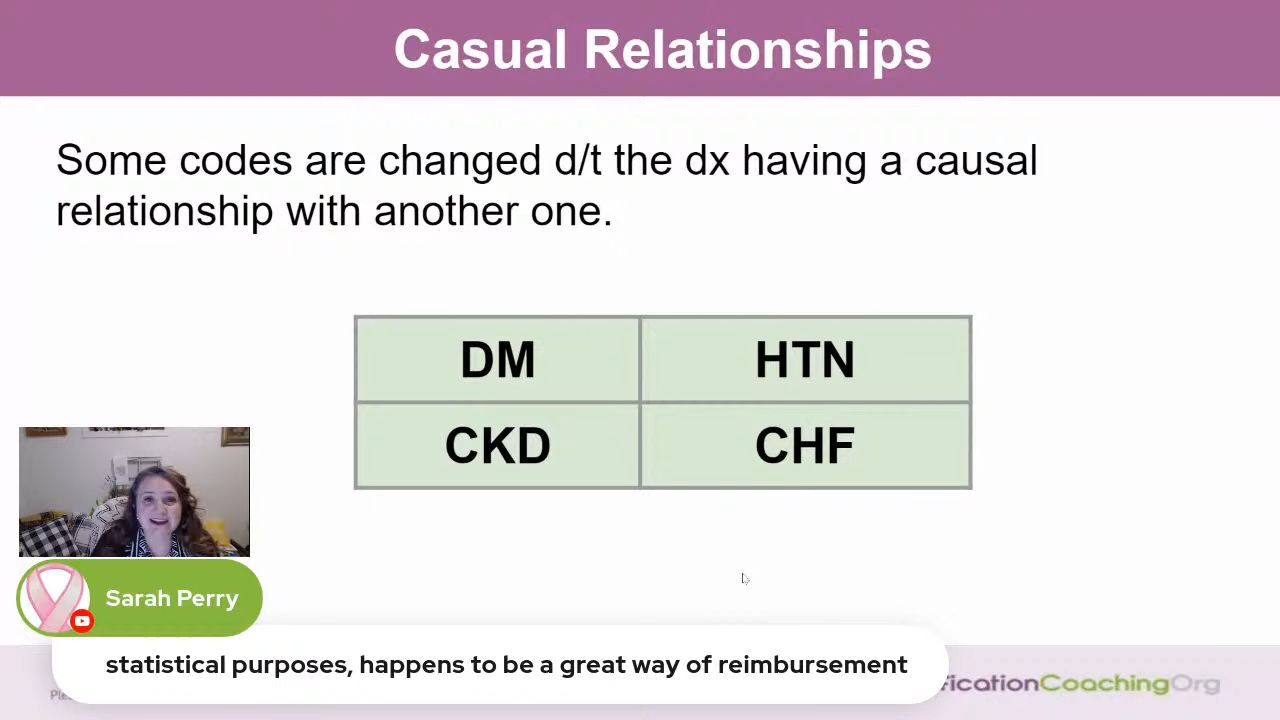 Casual Relationships
Some codes are changed d/t the dx having a causal
relationship with another one.
DM HTN
CKD CHF
Sarah Perry
statistical purposes, happens to be a great way of reimbursement
ficationCoachingOrg